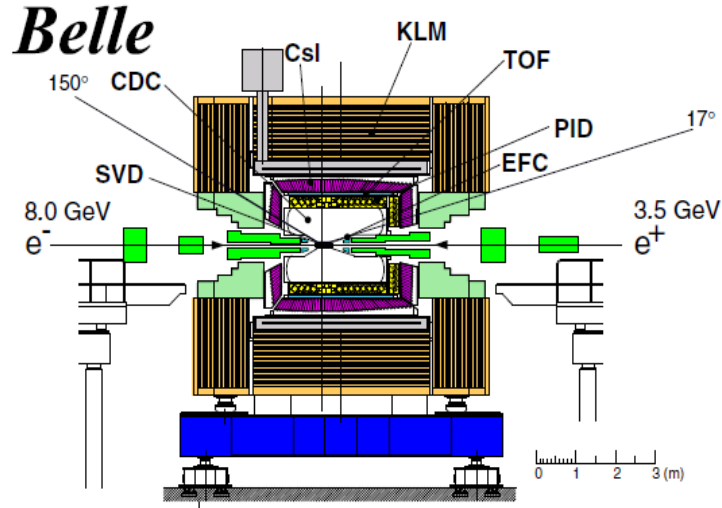 Belle
CsI
KLM
TOF
150°
CDC
17°
PID
SVD
EFC
8.0 GeV
3.5 GeV
e-
e+
0 1 2 3 (m)